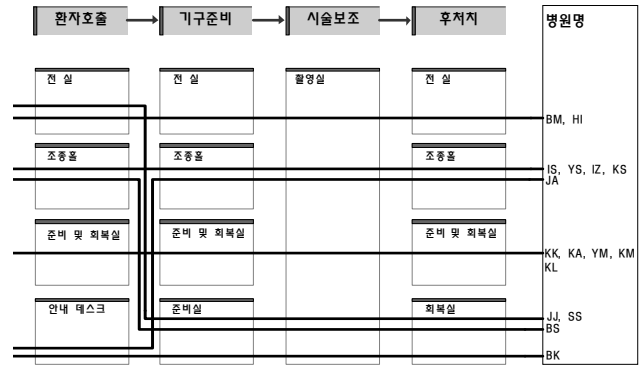 환자호출
기구준비
시술보조
후처치
병원명
전 실
전 실
촬영실
전 실
BM, HI
조종홀
조종홀
조종홀
IS, YS, IZ, KS
JA
준비 및 회복실
준비 및 회복실
준비 및 회복실
KK, KA, YM, KM
KL
안내 데스크
준비실
회복실
JJ, SS
BS
BK